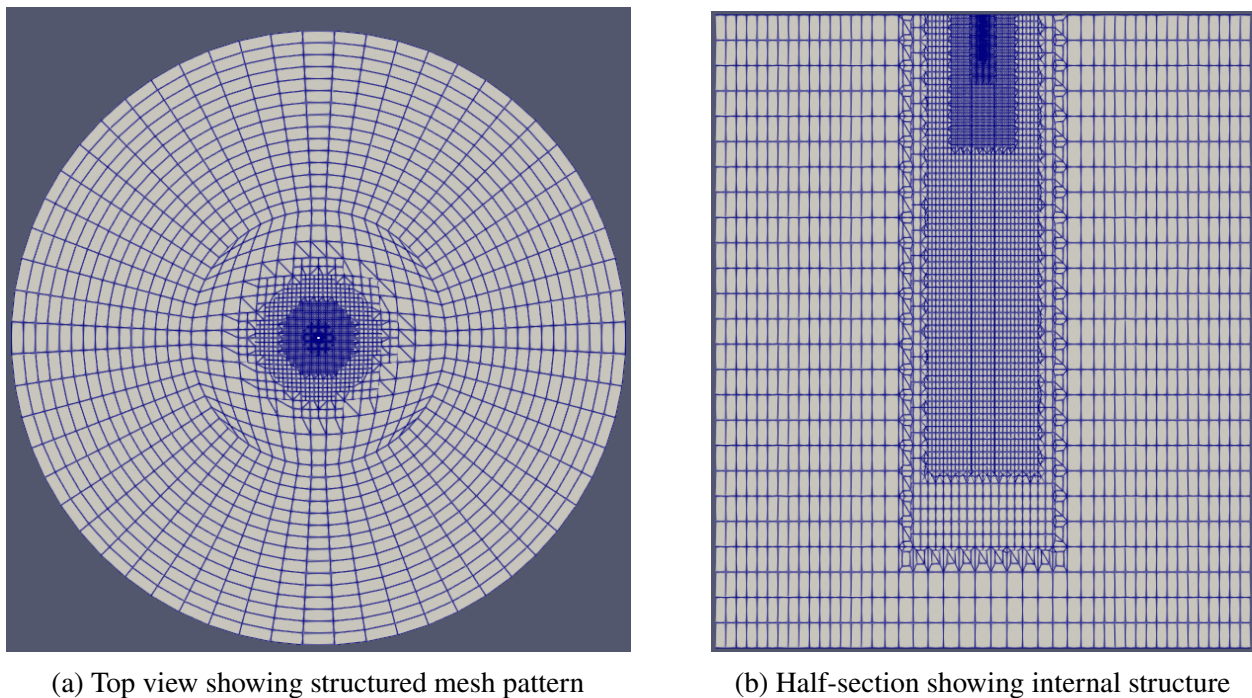 (a) Top view showing structured mesh pattern
(b) Half-section showing internal structure